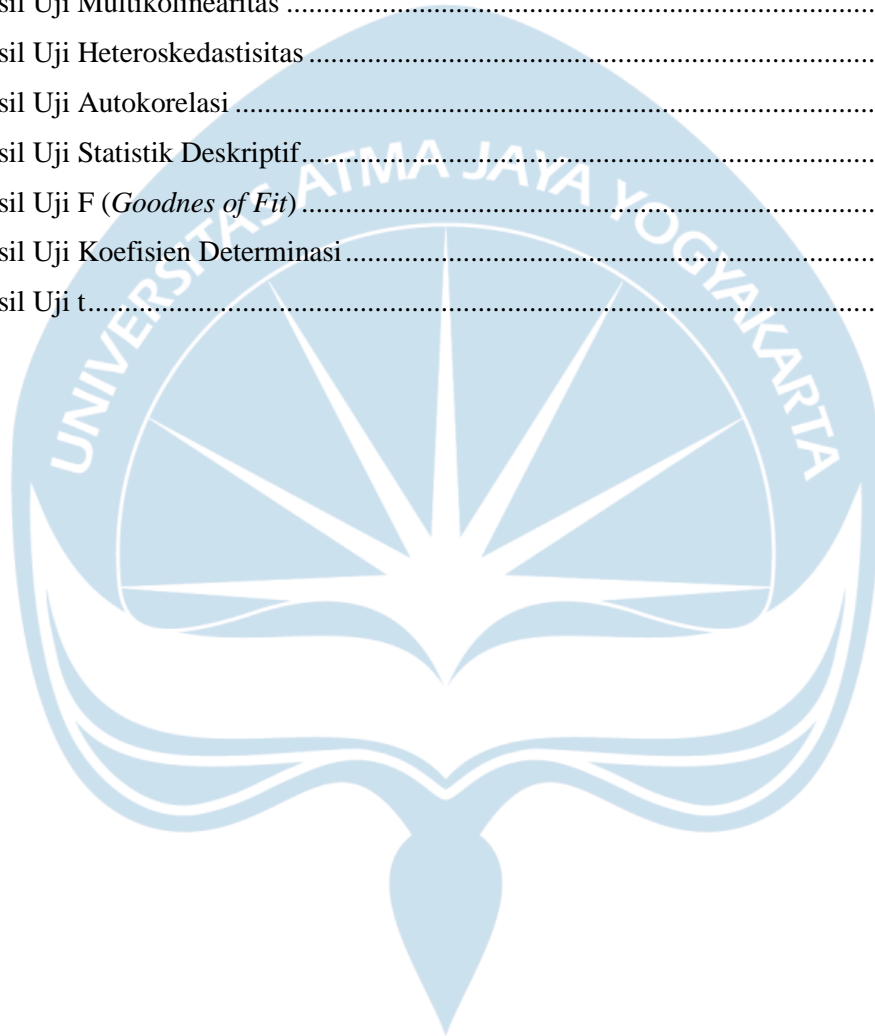 sil Uji Multikolinearitas ........................................................................................
sil Uji Heteroskedastisitas ........................................................................................
sil Uji Autokorelasi ........................................................................................
sil Uji Statistik Deskriptif ........................................................................................
sil Uji F (Goodnes of Fit) ........................................................................................
sil Uji Koefisien Determinasi ........................................................................................
sil Uji t ........................................................................................
UNIVERSITAS ATMA JAYA YOGYAKARTA